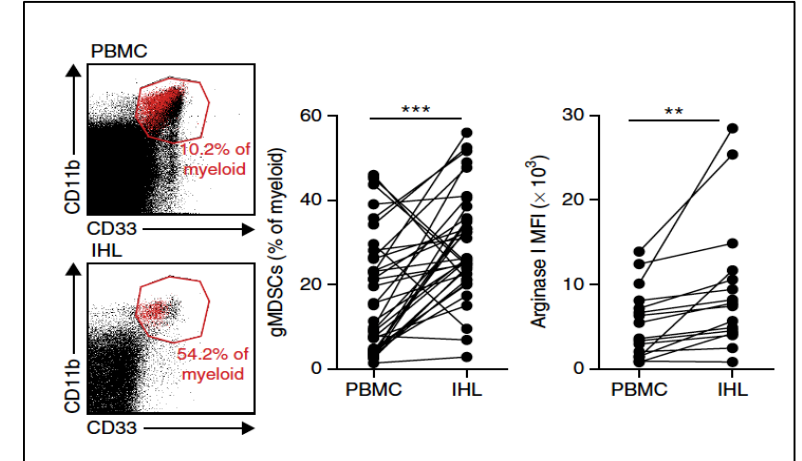 PBMC
CD11b
10.2% of
myeloid
CD33
IHL
CD11b
54.2% of
myeloid
CD33
gMDSCs (% of myeloid)
60
40
20
0
***
PBMC
IHL
Arginase I MFI (× 10³)
30
20
10
0
**
PBMC
IHL